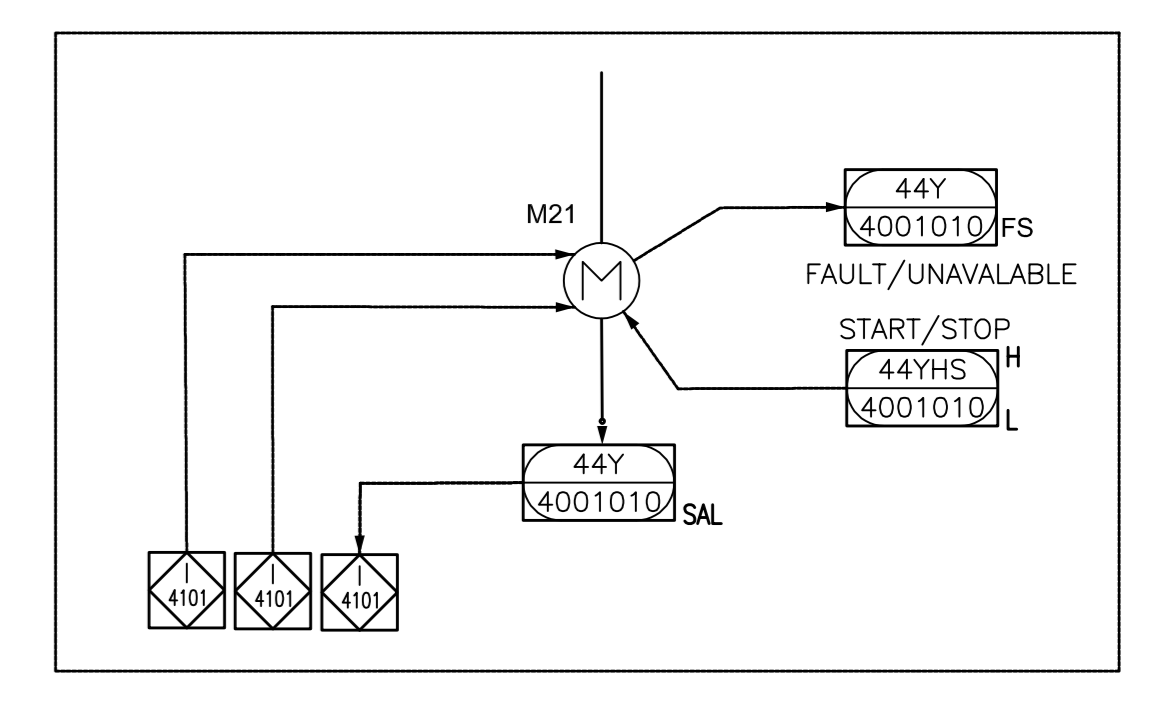 M21
M
44Y
4001010 FS
FAULT/UNAVALABLE
START/STOP
H
44YHS
4001010
L
44Y
4001010
SAL
I
4101
I
4101
I
4101